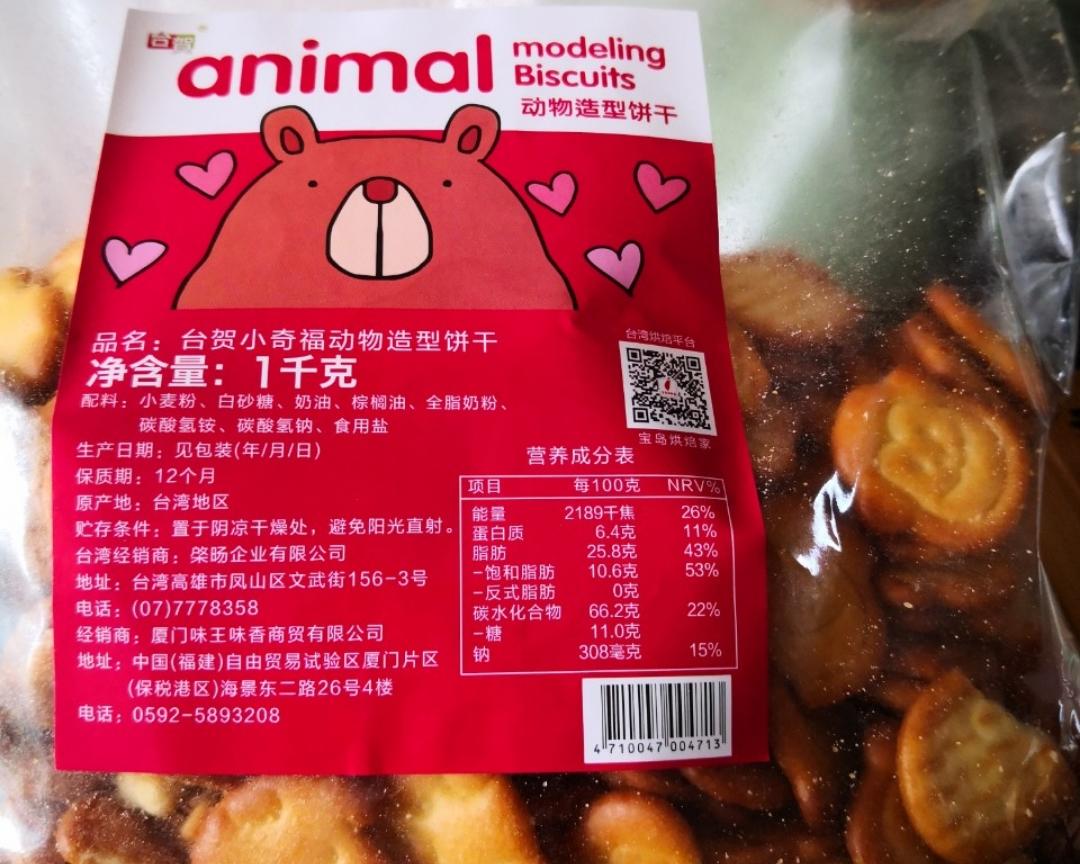 台贺
animal
modeling
Biscuits
动物造型饼干
品名：台贺小奇福动物造型饼干
净含量：1千克
配料：小麦粉、白砂糖、奶油、棕榈油、全脂奶粉、
碳酸氢铵、碳酸氢钠、食用盐
生产日期：见包装(年/月/日)
保质期：12个月
原产地：台湾地区
贮存条件：置于阴凉干燥处，避免阳光直射。
台湾经销商：棨旸企业有限公司
地址：台湾高雄市凤山区文武街156-3号
电话：(07)7778358
经销商：厦门味王味香商贸有限公司
地址：中国(福建)自由贸易试验区厦门片区
(保税港区)海景东二路26号4楼
电话：0592-5893208
台湾烘焙平台
宝岛烘焙家
营养成分表
项目 每100克 NRV%
能量 2189千焦 26%
蛋白质 6.4克 11%
脂肪 25.8克 43%
-饱和脂肪 10.6克 53%
-反式脂肪 0克
碳水化合物 66.2克 22%
-糖 11.0克
钠 308毫克 15%
4 710047 004713